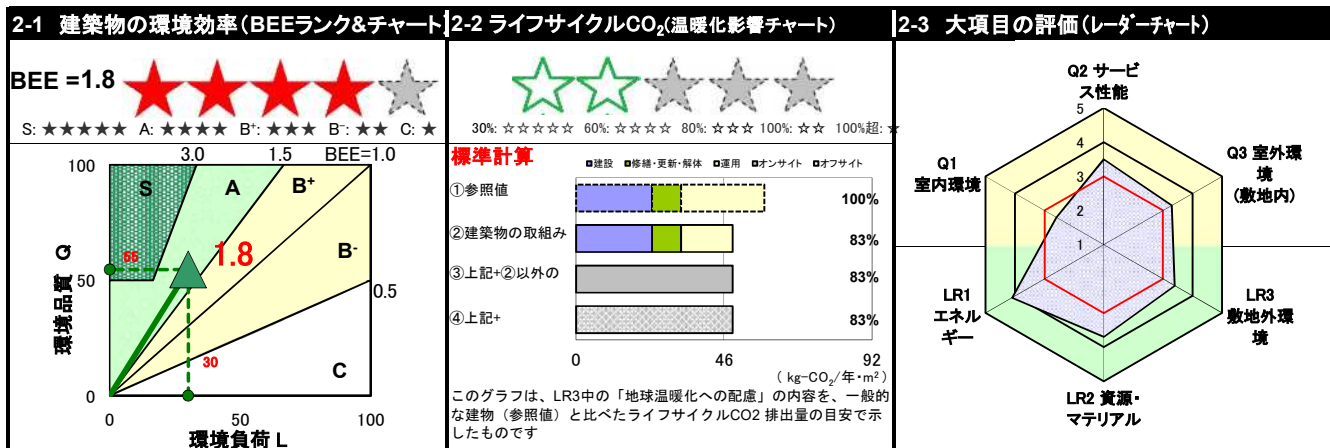 2-1 建築物の環境効率(BEEランク&チャート)
BEE =1.8
S: ★★★★★ A: ★★★★ B⁺: ★★★ B⁻: ★★ C: ★
3.0 1.5 BEE=1.0
100
S
A
B⁺
55
1.8
B⁻
50
0.5
30
C
0
0 50 100
環境品質 Q
環境負荷 L
2-2 ライフサイクルCO₂(温暖化影響チャート)
30%: ☆☆☆☆☆ 60%: ☆☆☆☆ 80%: ☆☆☆ 100%: ☆☆ 100%超: ☆
標準計算
■建設 ■修繕・更新・解体 ■運用 ■オンサイト ■オフサイト
①参照値 100%
②建築物の取組み 83%
③上記+②以外の 83%
④上記+ 83%
0 46 92
( kg-CO₂/年・m²)
このグラフは、LR3中の「地球温暖化への配慮」の内容を、一般的
な建物(参照値)と比べたライフサイクルCO2 排出量の目安で示
したものです
2-3 大項目の評価(レーダーチャート)
Q2 サービ
ス性能
5
4
3
2
1
Q1
室内環境
Q3 室外環
境
(敷地内)
LR1
エネル
ギー
LR3
敷地外環
境
LR2 資源・
マテリアル